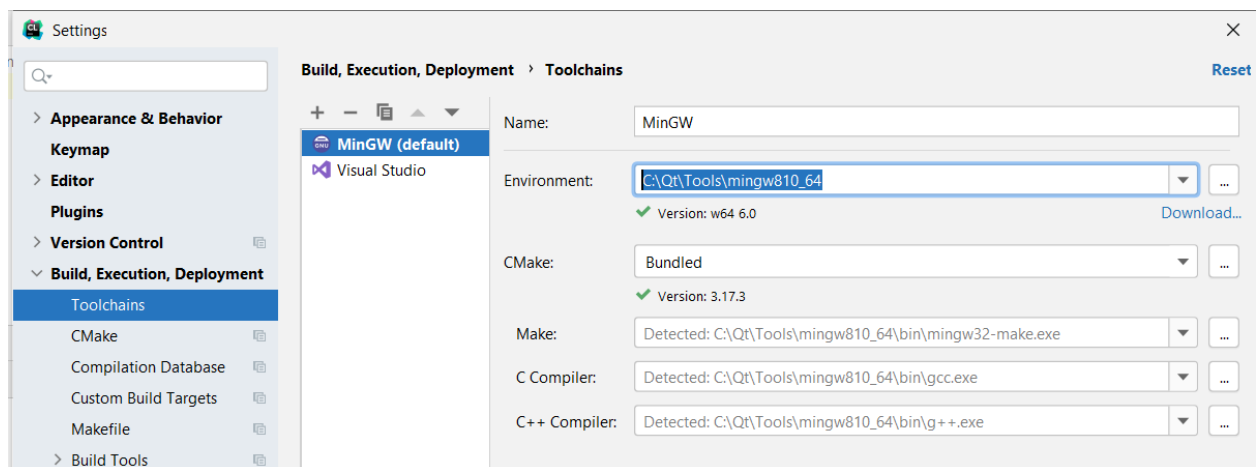 Settings
Build, Execution, Deployment › Toolchains
Reset
Appearance & Behavior
Keymap
Editor
Plugins
Version Control
Build, Execution, Deployment
Toolchains
CMake
Compilation Database
Custom Build Targets
Makefile
Build Tools
MinGW (default)
Visual Studio
Name: MinGW
Environment: C:\Qt\Tools\mingw810_64 ...
Version: w64 6.0 Download...
CMake: Bundled ...
Version: 3.17.3
Make: Detected: C:\Qt\Tools\mingw810_64\bin\mingw32-make.exe ...
C Compiler: Detected: C:\Qt\Tools\mingw810_64\bin\gcc.exe ...
C++ Compiler: Detected: C:\Qt\Tools\mingw810_64\bin\g++.exe ...